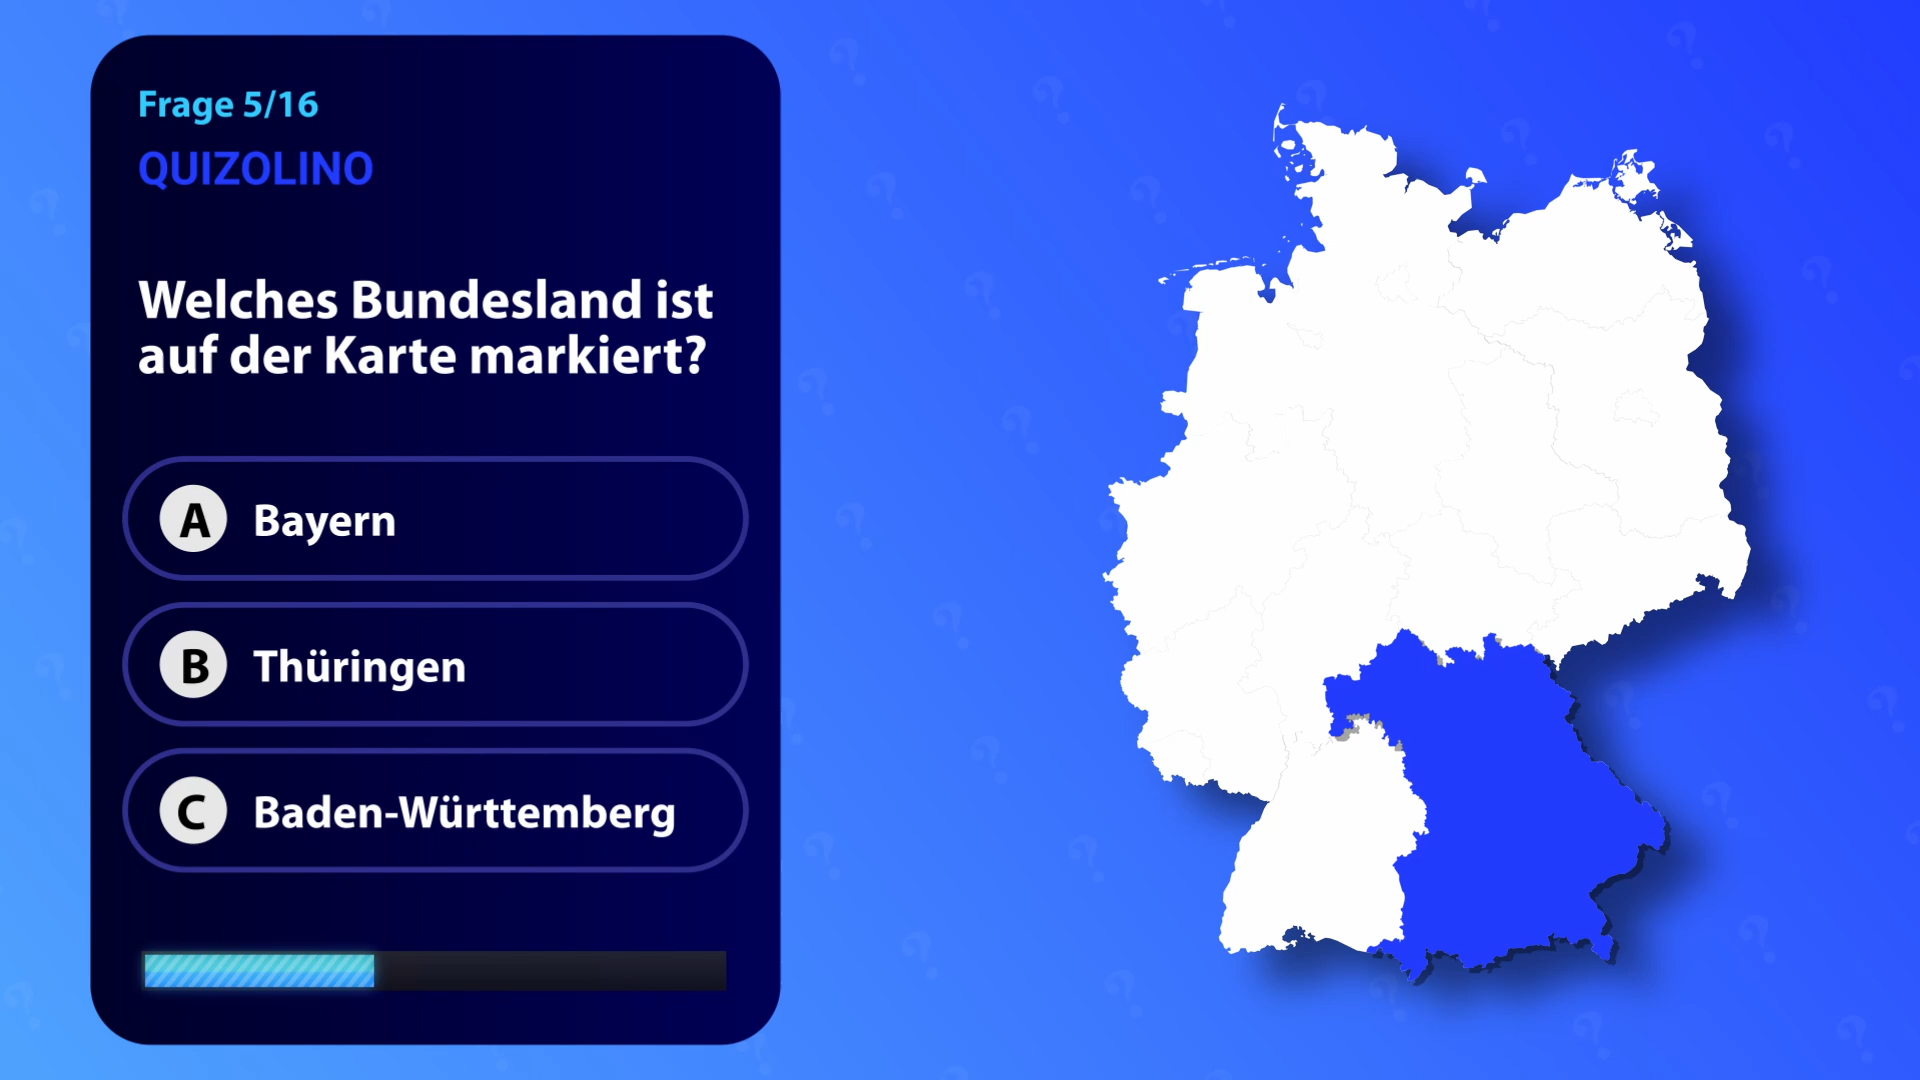 Frage 5/16
QUIZOLINO
Welches Bundesland ist
auf der Karte markiert?
A Bayern
B Thüringen
C Baden-Württemberg